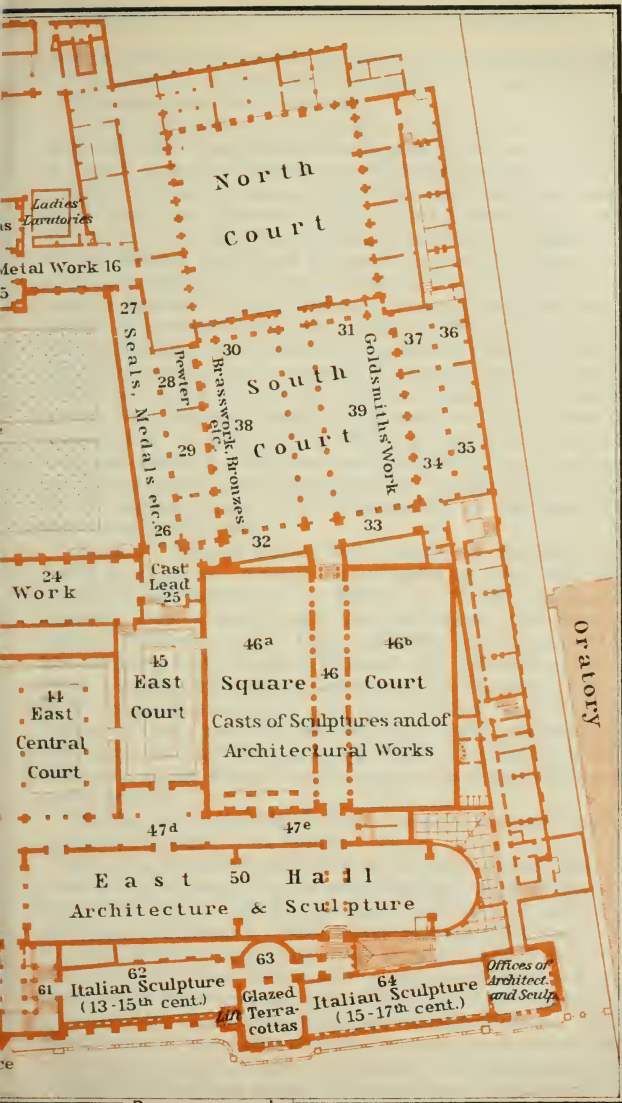 North
Court
Ladies'
Lavatories
Metal Work 16
5
27
Seals, Medals etc.
Pewter
28
29
26
30
31
Brasswork, Bronzes
etc.
38
South
Court
39
Goldsmiths' Work
37
36
35
34
32
33
24
Work
Cast
Lead
25
44
East
Central
Court
45
East
Court
46a
46
46b
Square Court
Casts of Sculptures and of
Architectural Works
Oratory
47d
47e
East 50 Hall
Architecture & Sculpture
61
62
Italian Sculpture
(13-15th cent.)
63
Glazed
Terra-
cottas
Lift
64
Italian Sculpture
(15-17th cent.)
Offices of
Architect.
and Sculp.